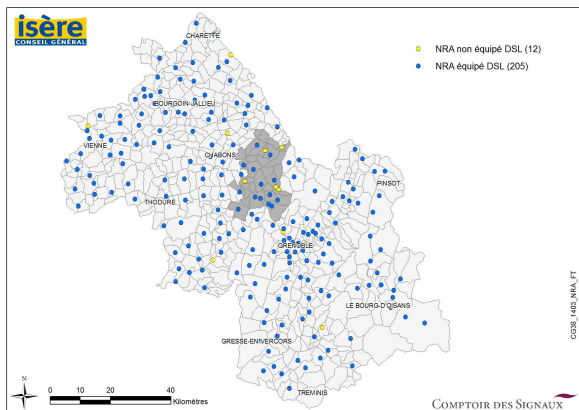 isère
CONSEIL GÉNÉRAL
NRA non équipé DSL (12)
NRA équipé DSL (205)
CHARETTE
BOURGOIN-JALLIEU
VIENNE
CHABONS
PINSOT
THODURE
GRENOBLE
LE BOURG-D'OISANS
GRESSE-EN-VERCORS
TREMINIS
N
0 10 20 40
Kilomètres
CG38_1403_NRA_FT
COMPTOIR DES SIGNAUX